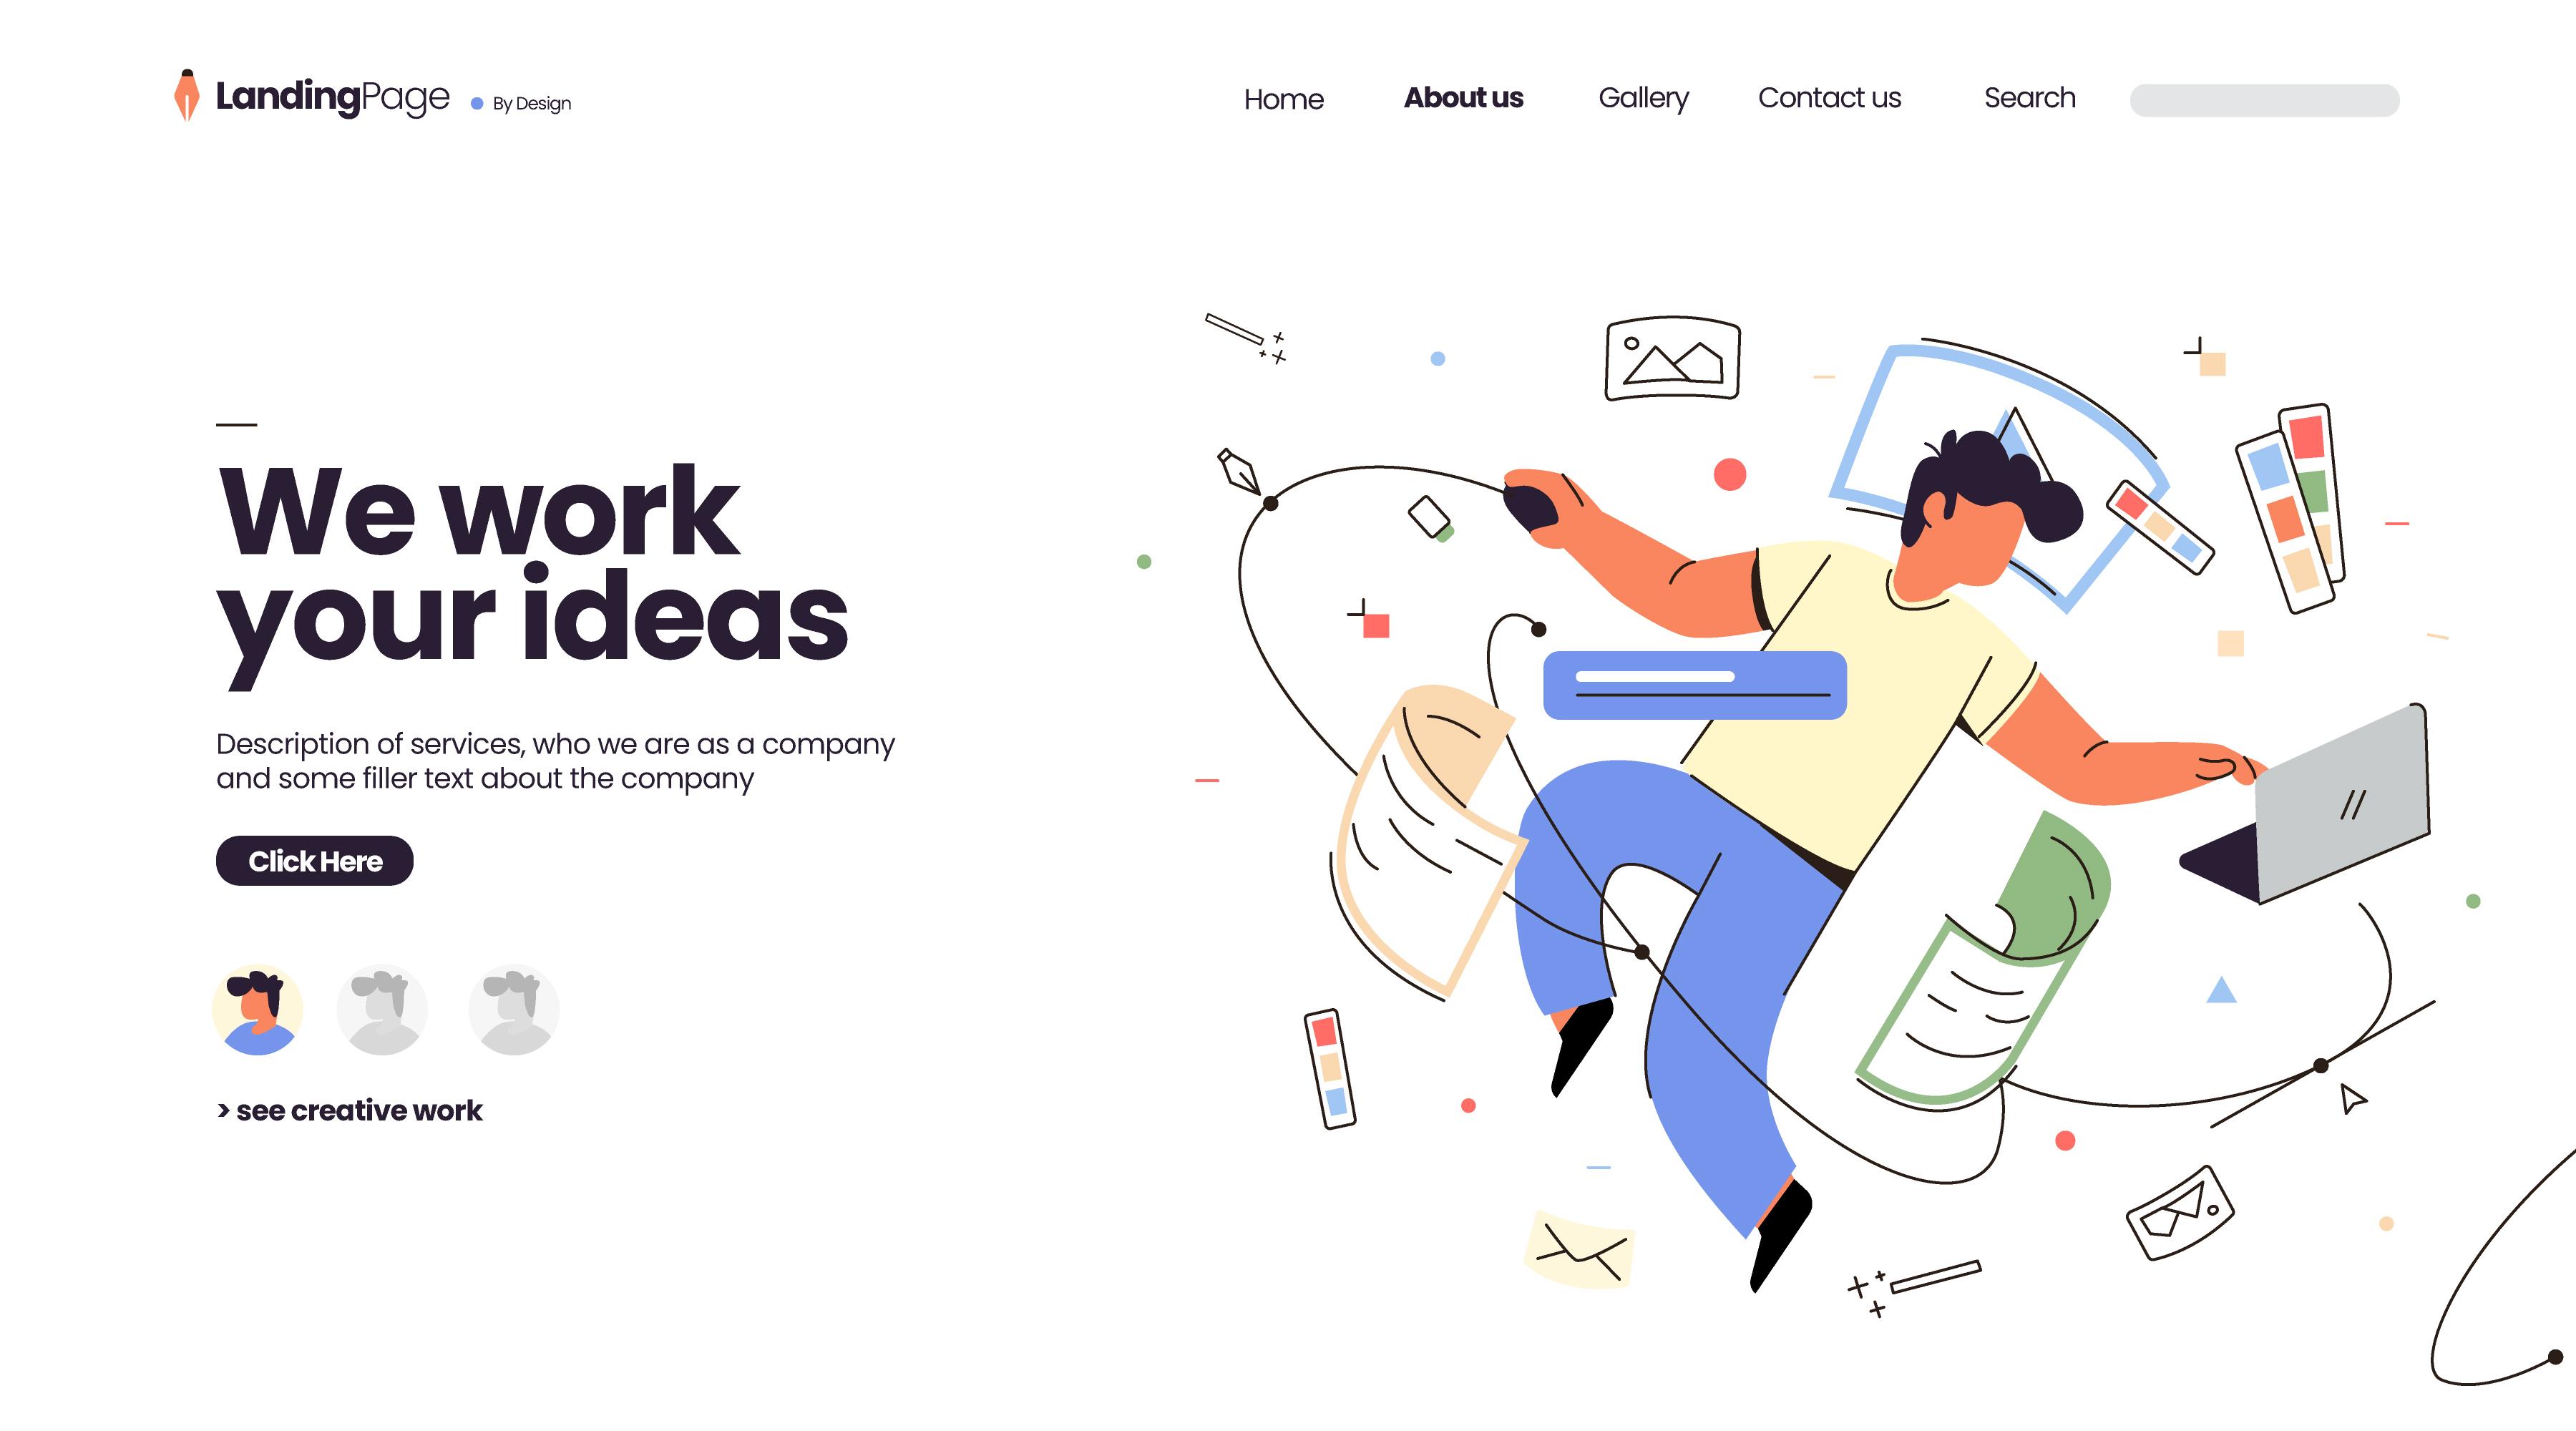 LandingPage By Design
Home About us Gallery Contact us Search
We work
your ideas
Description of services, who we are as a company
and some filler text about the company
Click Here
> see creative work